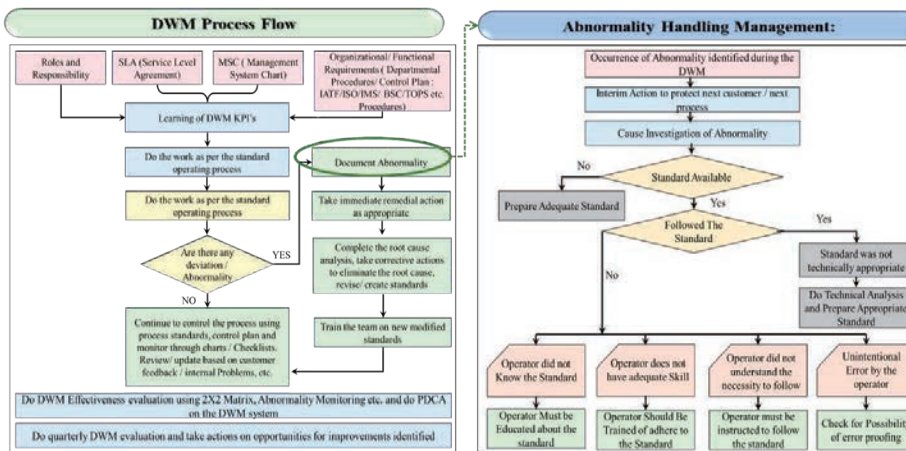 DWM Process Flow
Roles and
Responsibility
SLA (Service Level
Agreement)
MSC ( Management
System Chart)
Organizational/ Functional
Requirements ( Departmental
Procedures/ Control Plan :
IATF/ISO/IMS/ BSC/TOPS etc.
Procedures)
Learning of DWM KPI's
Do the work as per the standard
operating process
Do the work as per the standard
operating process
Are there any
deviation /
Abnormality
YES
NO
Continue to control the process using
process standards, control plan and
monitor through charts / Checklists.
Review/ update based on customer
feedback / internal Problems, etc.
Document Abnormality
Take immediate remedial action
as appropriate
Complete the root cause
analysis, take corrective actions
to eliminate the root cause,
revise/ create standards
Train the team on new modified
standards
Do DWM Effectiveness evaluation using 2X2 Matrix, Abnormality Monitoring etc. and do PDCA
on the DWM system
Do quarterly DWM evaluation and take actions on opportunities for improvements identified
Abnormality Handling Management:
Occurrence of Abnormality identified during the
DWM
Interim Action to protect next customer / next
process
Cause Investigation of Abnormality
No
Standard Available
Prepare Adequate Standard
Yes
Followed The
Standard
Yes
No
Standard was not
technically appropriate
Do Technical Analysis
and Prepare Appropriate
Standard
Operator did not
Know the Standard
Operator does not
have adequate Skill
Operator did not
understand the
necessity to follow
Unintentional
Error by the
operator
Operator Must be
Educated about the
standard
Operator Should Be
Trained of adhere to
the Standard
Operator must be
instructed to follow
the standard
Check for Possibility
of error proofing